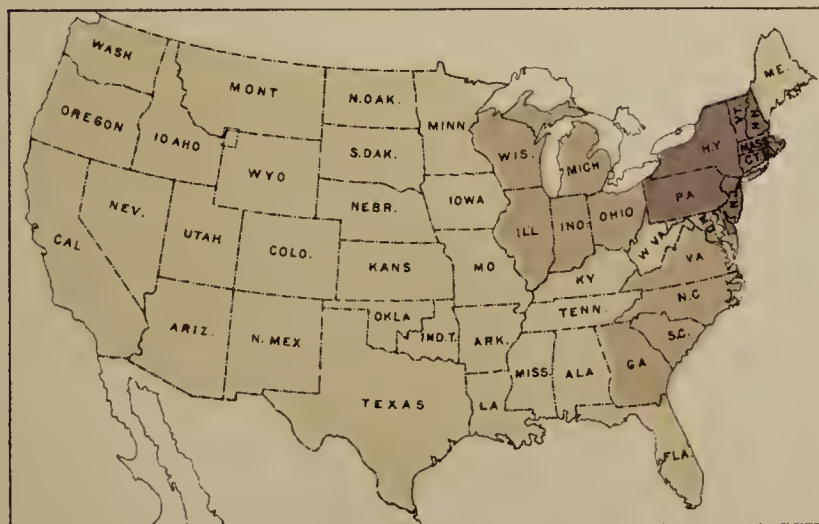 WASH
MONT
N.DAK.
MINN
ME.
OREGON
IDAHO
S.DAK.
WIS.
MICH
VT.
N.H.
N.Y
MASS
CT.
WYO
NEBR.
IOWA
PA
N.J.
NEV.
UTAH
COLO.
ILL
IND
OHIO
W VA.
MD.
CAL
KANS
MO
KY
VA
ARIZ.
N.MEX
OKLA
IND.T.
ARK.
TENN.
N.C
S.C.
MISS
ALA
GA
TEXAS
LA
FLA.